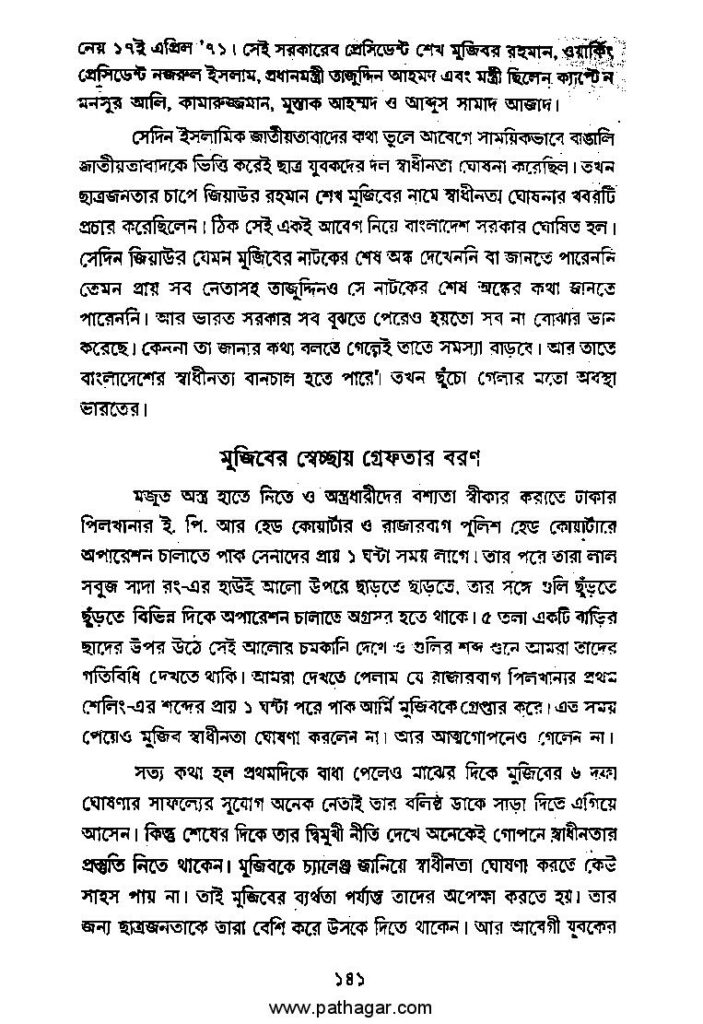 নেয় ১৭ই এপ্রিল '৭১। সেই সরকারেব প্রেসিডেন্ট শেখ মুজিবর রহমান, ওয়ার্কিং
প্রেসিডেন্ট নজরুল ইসলাম, প্রধানমন্ত্রী তাজুদ্দিন আহমদ এবং মন্ত্রী ছিলেন ক্যাপ্টেন
মনসুর আলি, কামারুজ্জমান, মুস্তাক আহম্মদ ও আব্দুস সামাদ আজাদ।
সেদিন ইসলামিক জাতীয়তাবাদের কথা ভুলে আবেগে সাময়িকভাবে বাঙালি
জাতীয়তাবাদকে ভিত্তি করেই ছাত্র যুবকদের দল স্বাধীনতা ঘোষনা করেছিল। তখন
ছাত্রজনতার চাপে জিয়াউর রহমান শেখ মুজিবের নামে স্বাধীনতা ঘোষনার খবরটি
প্রচার করেছিলেন। ঠিক সেই একই আবেগ নিয়ে বাংলাদেশ সরকার ঘোষিত হল।
সেদিন জিয়াউর যেমন মুজিবের নাটকের শেষ অঙ্ক দেখেননি বা জানতে পারেননি
তেমন প্রায় সব নেতাসহ তাজুদ্দিনও সে নাটকের শেষ অঙ্কের কথা জানতে
পারেননি। আর ভারত সরকার সব বুঝতে পেরেও হয়তো সব না বোঝার ভান
করেছে। কেননা তা জানার কথা বলতে গেলেই তাতে সমস্যা বাড়বে। আর তাতে
বাংলাদেশের স্বাধীনতা বানচাল হতে পারে। তখন ছুঁচো গেলার মতো অবস্থা
ভারতের।
মুজিবের স্বেচ্ছায় গ্রেফতার বরণ
মজুত অস্ত্র হাতে নিতে ও অস্ত্রধারীদের বশ্যতা স্বীকার করাতে ঢাকার
পিলখানার ই. পি. আর হেড কোয়ার্টার ও রাজারবাগ পুলিশ হেড কোয়ার্টারে
অপারেশন চালাতে পাক সেনাদের প্রায় ১ ঘন্টা সময় লাগে। তার পরে তারা লাল
সবুজ সাদা রং-এর হাউই আলো উপরে ছাড়তে ছাড়তে, তার সঙ্গে গুলি ছুঁড়তে
ছুঁড়তে বিভিন্ন দিকে অপারেশন চালাতে অগ্রসর হতে থাকে। ৫ তলা একটি বাড়ির
ছাদের উপর উঠে সেই আলোর চমকানি দেখে ও গুলির শব্দ শুনে আমরা তাদের
গতিবিধি দেখতে থাকি। আমরা দেখতে পেলাম যে রাজারবাগ পিলখানার প্রথম
শেলিং-এর শব্দের প্রায় ১ ঘন্টা পরে পাক আর্মি মুজিবকে গ্রেপ্তার করে। এত সময়
পেয়েও মুজিব স্বাধীনতা ঘোষণা করলেন না। আর আত্মগোপনেও গেলেন না।
সত্য কথা হল প্রথমদিকে বাধা পেলেও মাঝের দিকে মুজিবের ৬ দফা
ঘোষণার সাফল্যের সুযোগ অনেক নেতাই তার বলিষ্ঠ ডাকে সাড়া দিতে এগিয়ে
আসেন। কিন্তু শেষের দিকে তার দ্বিমুখী নীতি দেখে অনেকেই গোপনে স্বাধীনতার
প্রস্তুতি নিতে থাকেন। মুজিবকে চ্যালেঞ্জ জানিয়ে স্বাধীনতা ঘোষণা করতে কেউ
সাহস পায় না। তাই মুজিবের ব্যর্থতা পর্য্যন্ত তাদের অপেক্ষা করতে হয়। তার
জন্য ছাত্রজনতাকে তারা বেশি করে উসকে দিতে থাকেন। আর আবেগী যুবকের
১৪১
www.pathagar.com